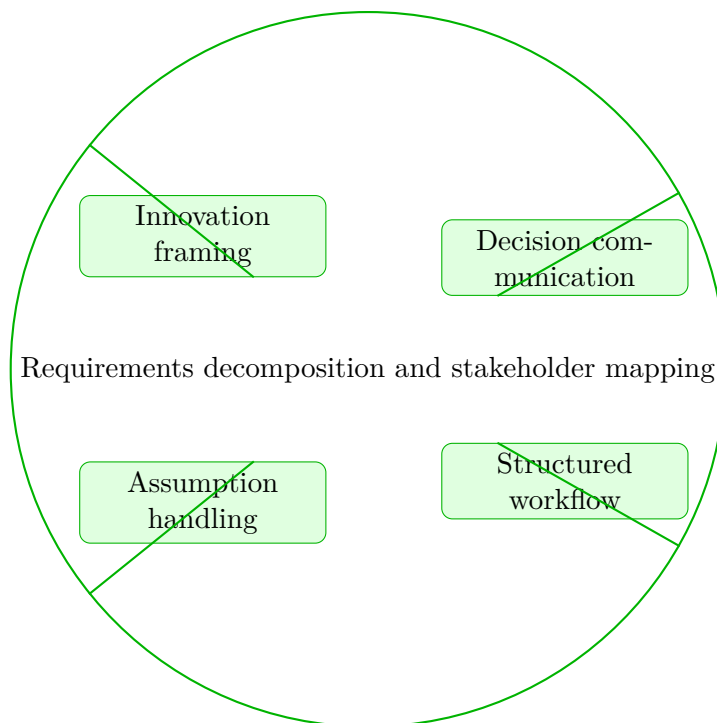 Innovation
framing
Decision com-
munication
Requirements decomposition and stakeholder mapping
Assumption
handling
Structured
workflow